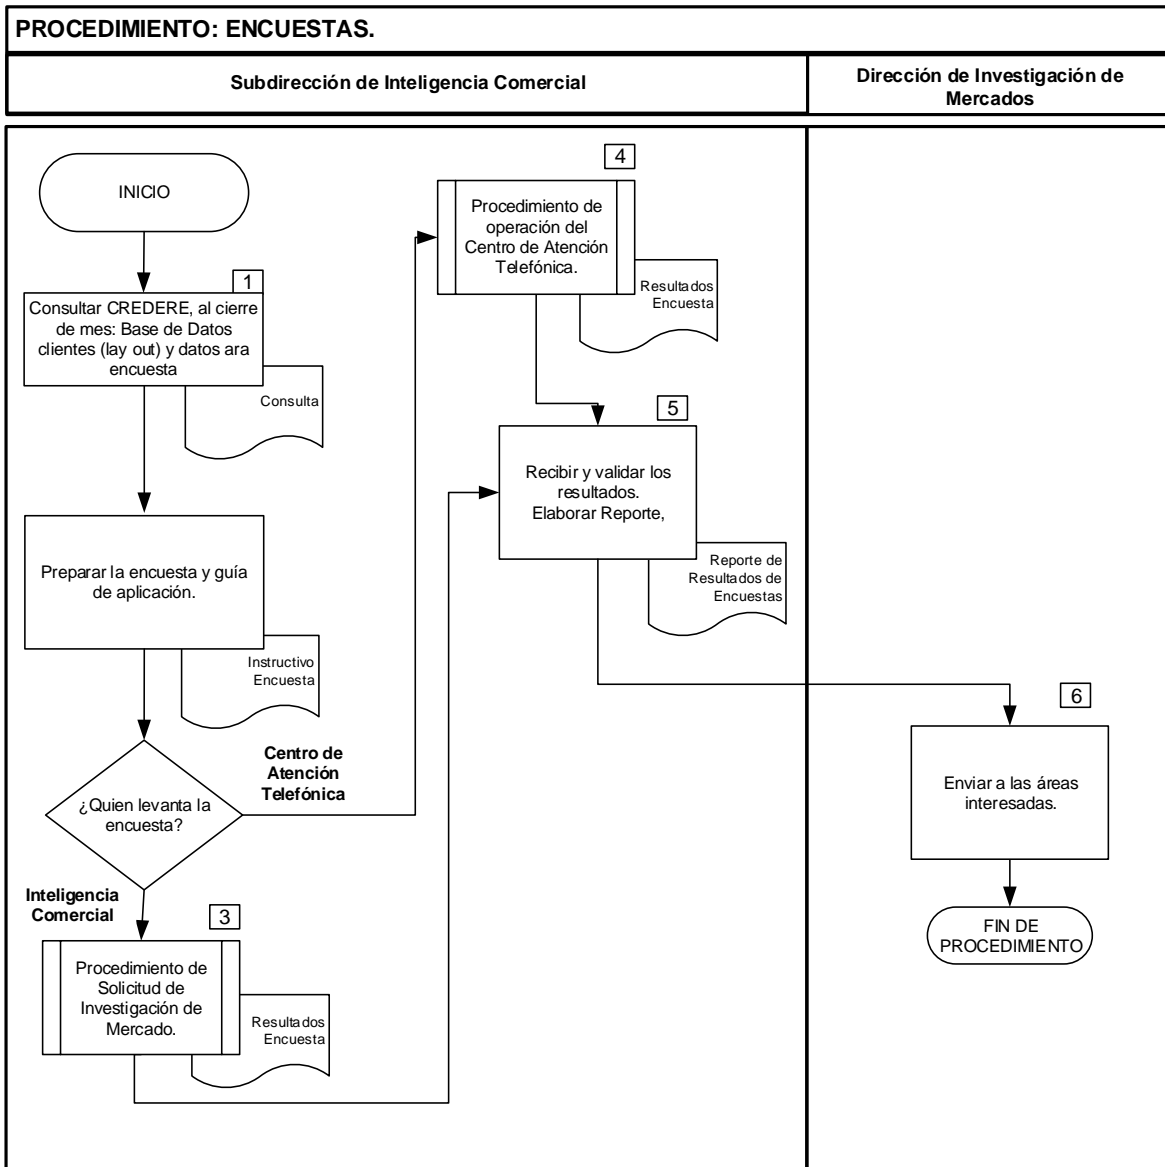 PROCEDIMIENTO: ENCUESTAS.
Subdirección de Inteligencia Comercial
Dirección de Investigación de
Mercados
INICIO
1
Consultar CREDERE, al cierre
de mes: Base de Datos
clientes (lay out) y datos ara
encuesta
Consulta
Preparar la encuesta y guía
de aplicación.
Instructivo
Encuesta
¿Quien levanta la
encuesta?
Centro de
Atención
Telefónica
Inteligencia
Comercial
3
Procedimiento de
Solicitud de
Investigación de
Mercado.
Resultados
Encuesta
4
Procedimiento de
operación del
Centro de Atención
Telefónica.
Resultados
Encuesta
5
Recibir y validar los
resultados.
Elaborar Reporte,
Reporte de
Resultados de
Encuestas
6
Enviar a las áreas
interesadas.
FIN DE
PROCEDIMIENTO